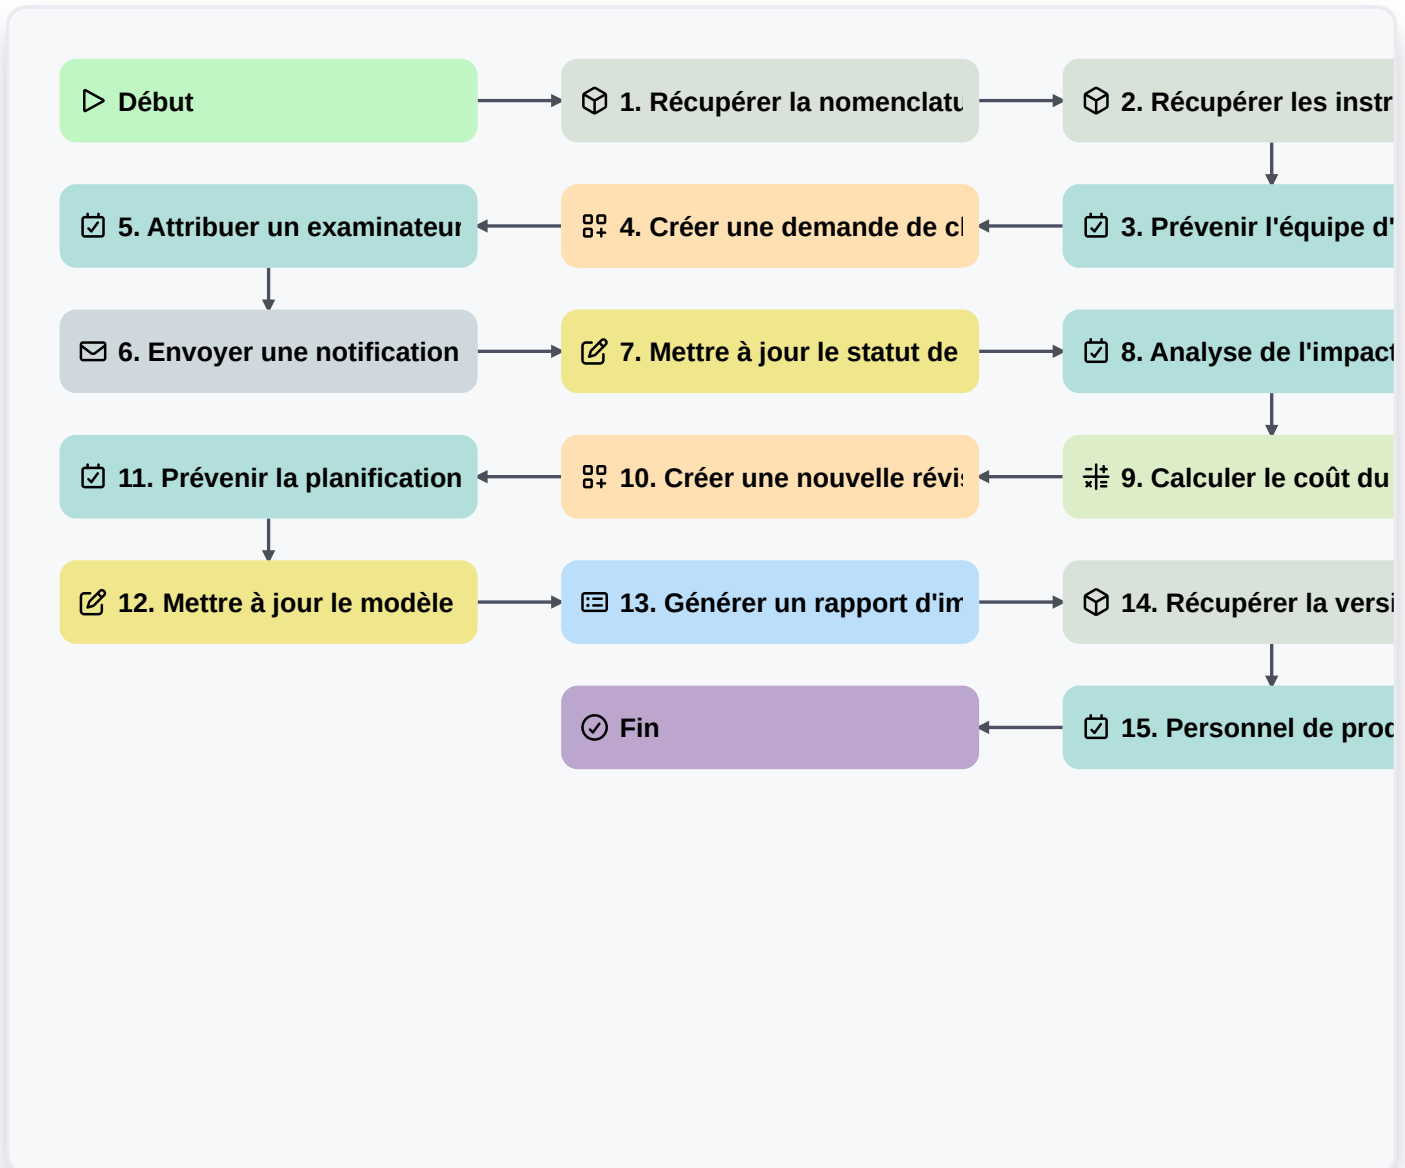 Début
1. Récupérer la nomenclatu
2. Récupérer les instr
5. Attribuer un examinateur
4. Créer une demande de
3. Prévenir l'équipe d'
6. Envoyer une notification
7. Mettre à jour le statut de
8. Analyse de l'impact
11. Prévenir la planification
10. Créer une nouvelle révis
9. Calculer le coût du
12. Mettre à jour le modèle
13. Générer un rapport d'im
14. Récupérer la versi
Fin
15. Personnel de prod